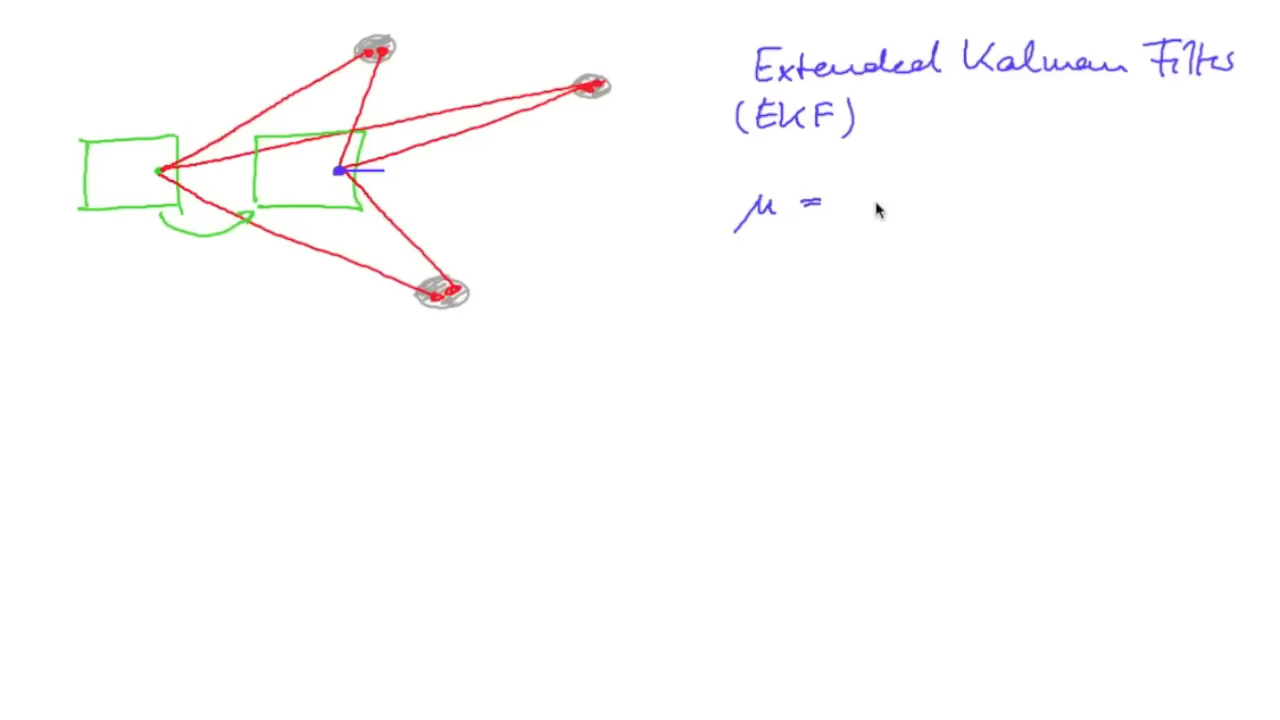 Extended Kalman Filter
(EKF)
μ =